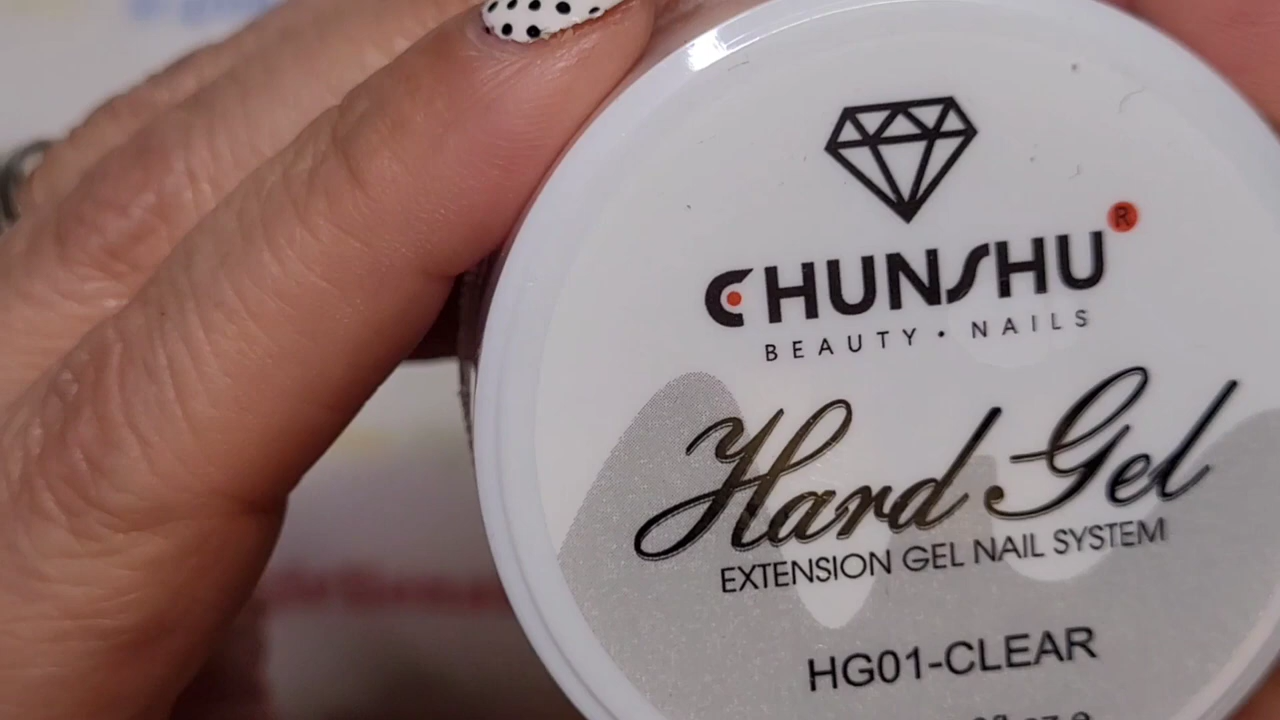 CHUNSHU®
BEAUTY • NAILS
Hard Gel
EXTENSION GEL NAIL SYSTEM
HG01-CLEAR